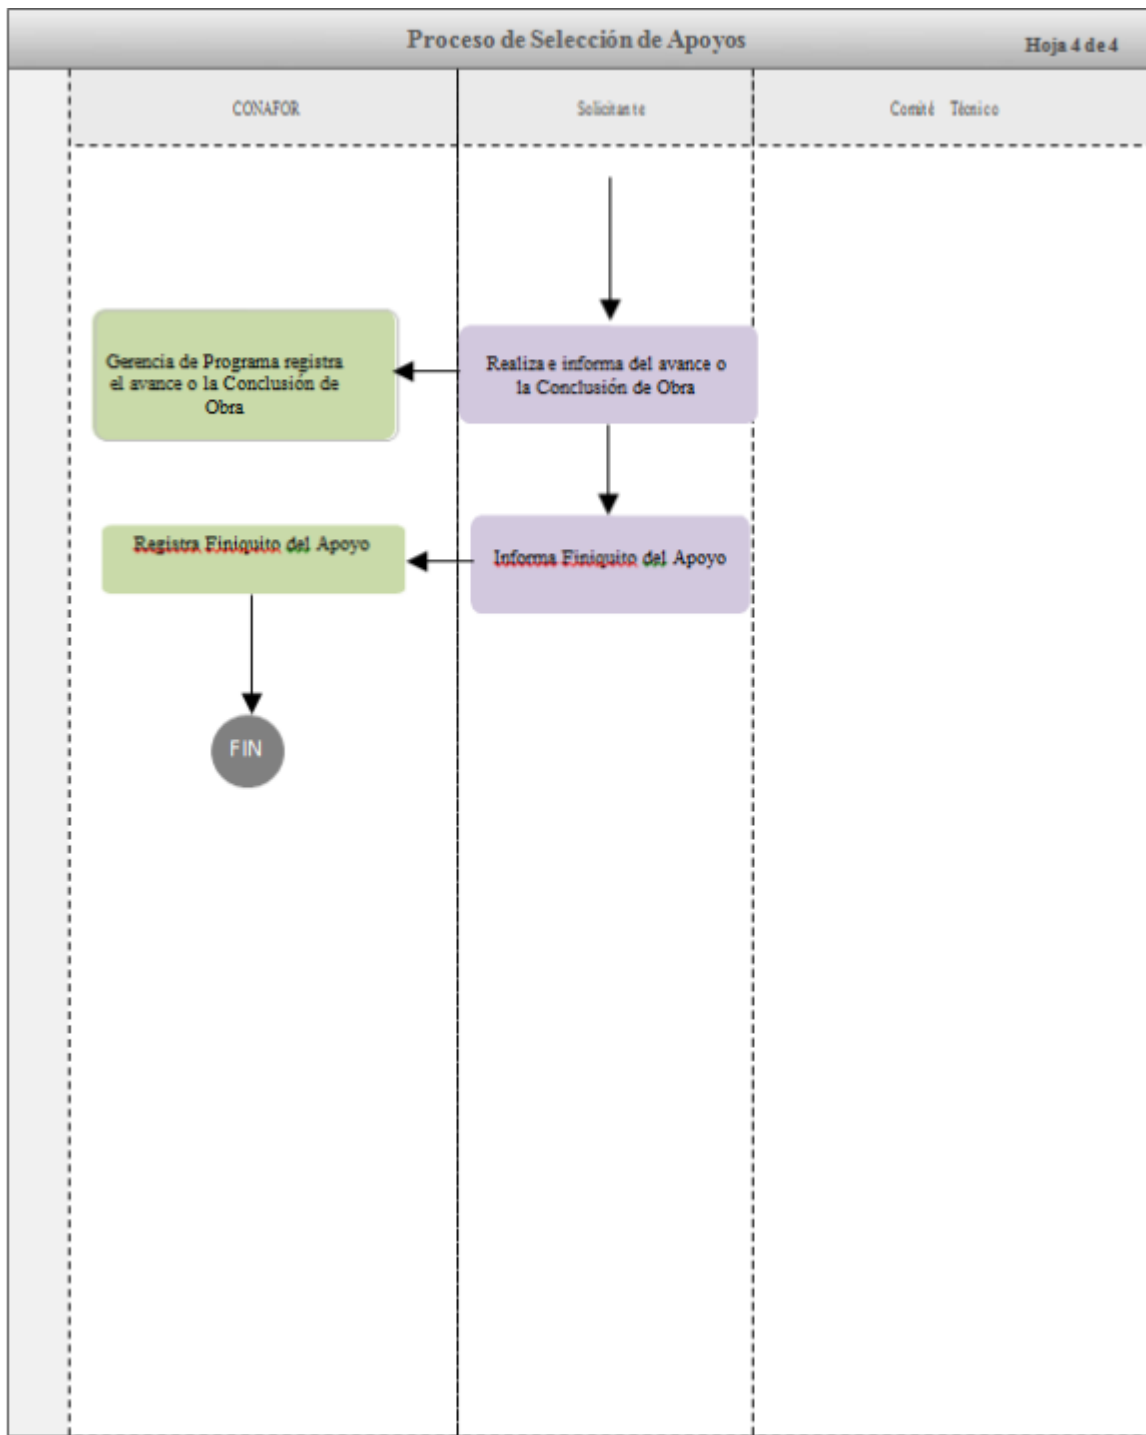 Proceso de Selección de Apoyos
Hoja 4 de 4
CONAFOR
Solicitante
Comité Técnico
Gerencia de Programa registra
el avance o la Conclusión de
Obra
Realiza e informa del avance o
la Conclusión de Obra
Registra Finiquito del Apoyo
Informa Finiquito del Apoyo
FIN